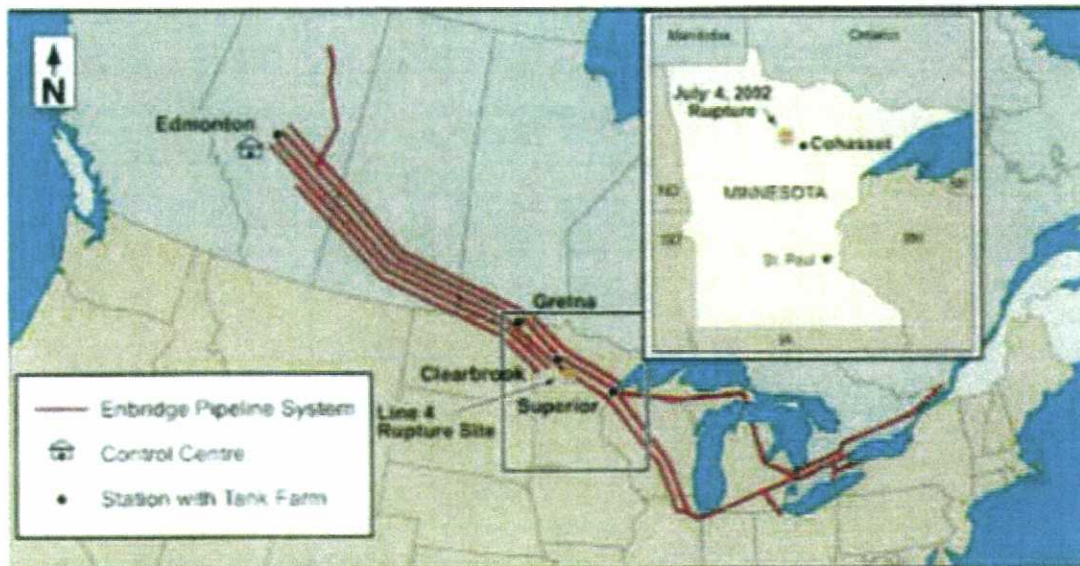 N
Edmonton
Gretna
Clearbrook
Superior
Line 4
Rupture Site
Enbridge Pipeline System
Control Centre
Station with Tank Farm
Manitoba
Ontario
July 4, 2002
Rupture
Cohasset
ND
MINNESOTA
SD
St. Paul
WI
MI
IA